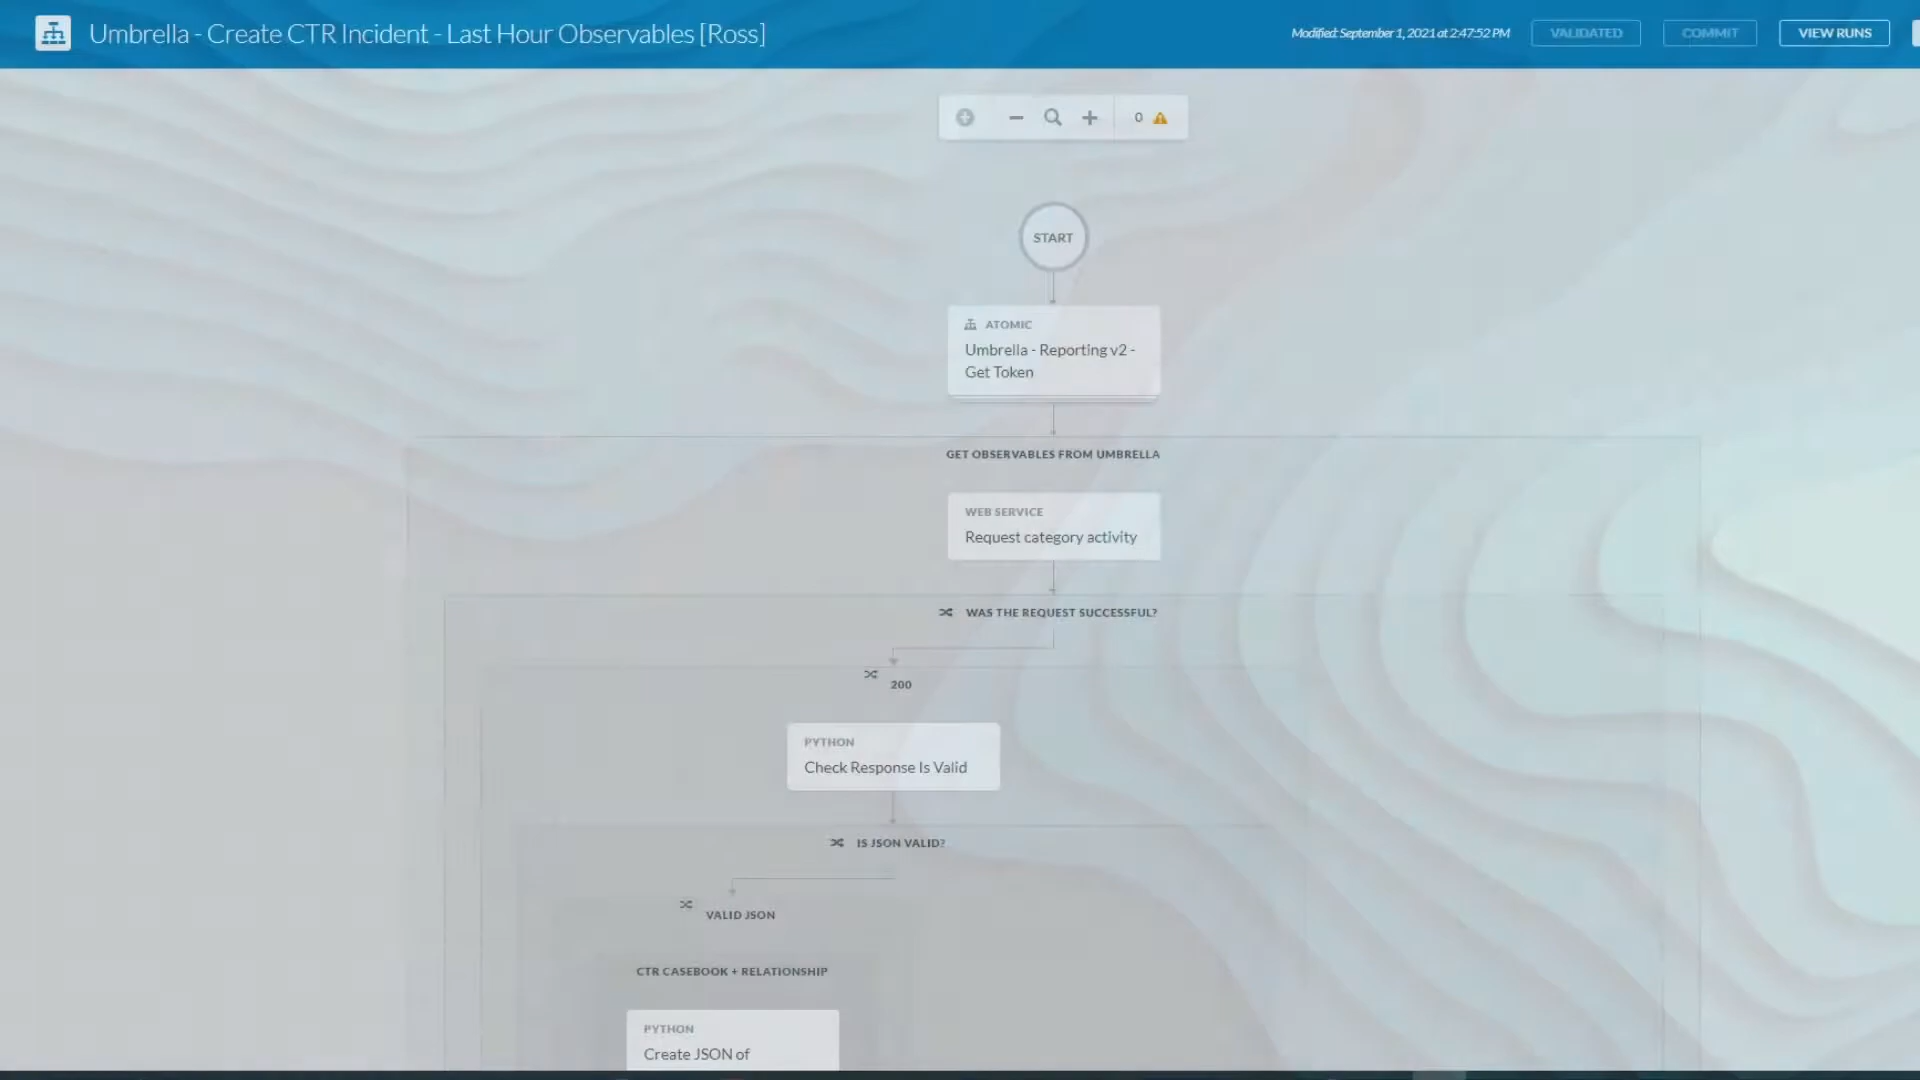 Umbrella - Create CTR Incident - Last Hour Observables [Ross]
Modified: September 1, 2021 at 2:47:52 PM
VALIDATED
COMMIT
VIEW RUNS
0
START
ATOMIC
Umbrella - Reporting v2 -
Get Token
GET OBSERVABLES FROM UMBRELLA
WEB SERVICE
Request category activity
WAS THE REQUEST SUCCESSFUL?
200
PYTHON
Check Response Is Valid
IS JSON VALID?
VALID JSON
CTR CASEBOOK + RELATIONSHIP
PYTHON
Create JSON of